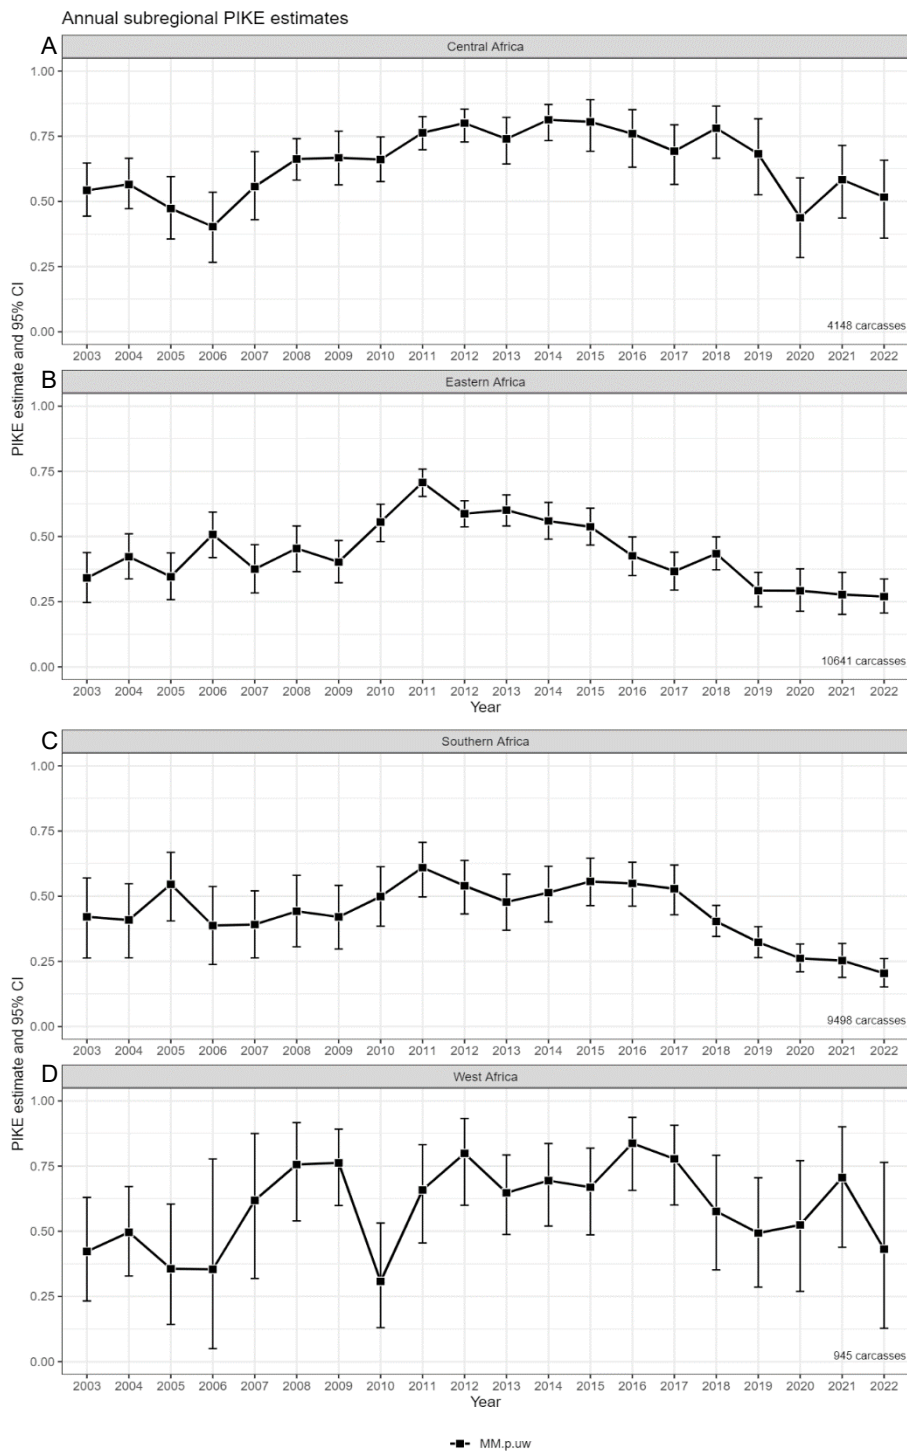 Annual subregional PIKE estimates
A
Central Africa
1.00
0.75
0.50
0.25
0.00
4148 carcasses
2003 2004 2005 2006 2007 2008 2009 2010 2011 2012 2013 2014 2015 2016 2017 2018 2019 2020 2021 2022
PIKE estimate and 95% CI
B
Eastern Africa
1.00
0.75
0.50
0.25
0.00
10641 carcasses
2003 2004 2005 2006 2007 2008 2009 2010 2011 2012 2013 2014 2015 2016 2017 2018 2019 2020 2021 2022
Year
C
Southern Africa
1.00
0.75
0.50
0.25
0.00
9498 carcasses
2003 2004 2005 2006 2007 2008 2009 2010 2011 2012 2013 2014 2015 2016 2017 2018 2019 2020 2021 2022
PIKE estimate and 95% CI
D
West Africa
1.00
0.75
0.50
0.25
0.00
945 carcasses
2003 2004 2005 2006 2007 2008 2009 2010 2011 2012 2013 2014 2015 2016 2017 2018 2019 2020 2021 2022
Year
MM.p.uw